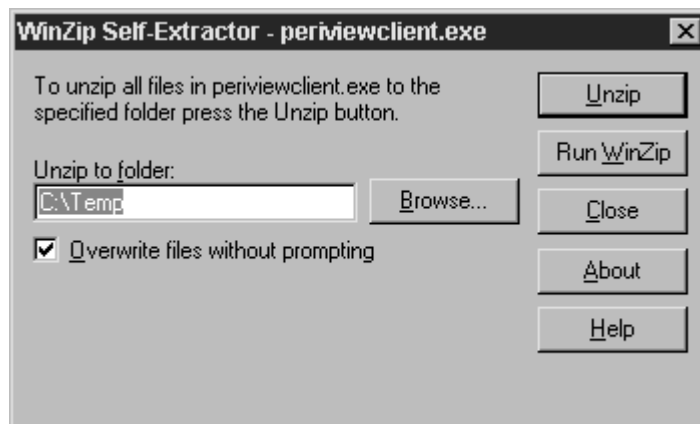 WinZip Self-Extractor - periviewclient.exe
To unzip all files in periviewclient.exe to the
specified folder press the Unzip button.
Unzip to folder:
C:\Temp
Browse...
Overwrite files without prompting
Unzip
Run WinZip
Close
About
Help